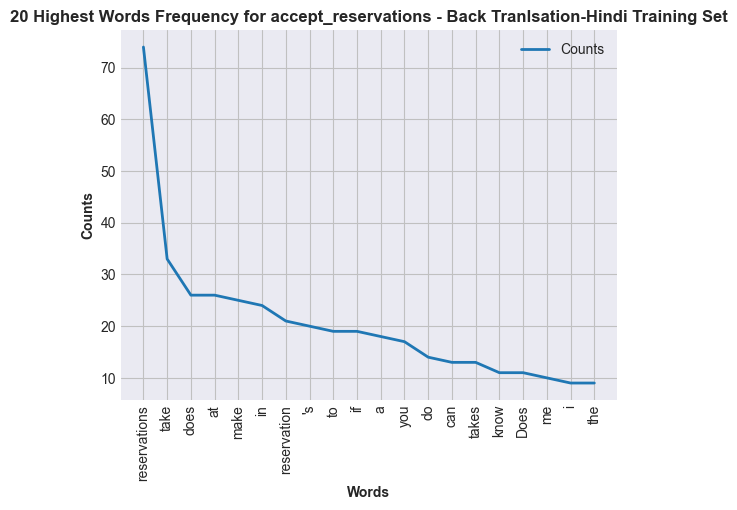 20 Highest Words Frequency for accept_reservations - Back Tranlsation-Hindi Training Set
Counts
70
60
50
40
30
20
10
Counts
reservations
take
does
at
make
in
reservation
's
to
if
a
you
do
can
takes
know
Does
me
i
the
Words